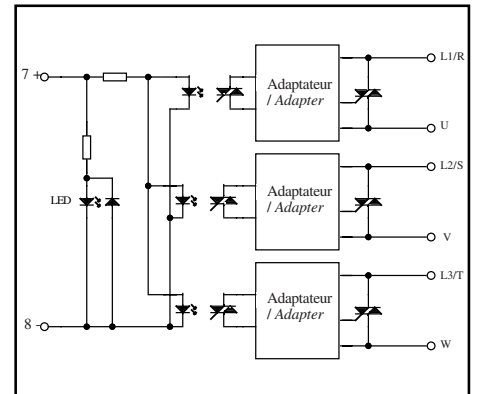 7 +
LED
8 -
Adaptateur
/ Adapter
L1/R
U
Adaptateur
/ Adapter
L2/S
V
Adaptateur
/ Adapter
L3/T
W